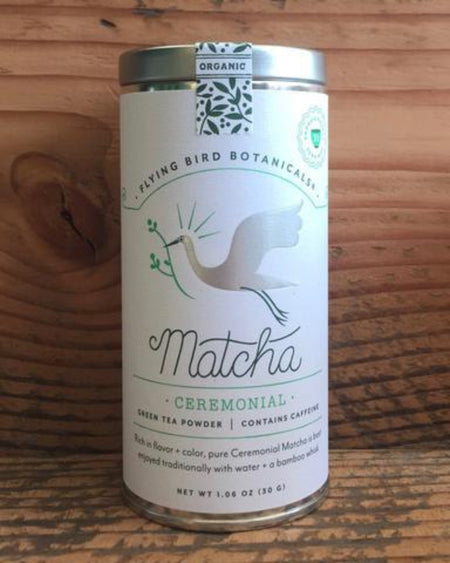 ORGANIC
· FLYING BIRD BOTANICALS ·
Matcha
· CEREMONIAL ·
GREEN TEA POWDER | CONTAINS CAFFEINE
Rich in flavor + color, pure Ceremonial Matcha is best
enjoyed traditionally with water + a bamboo whisk.
NET WT 1.06 OZ (30 G)